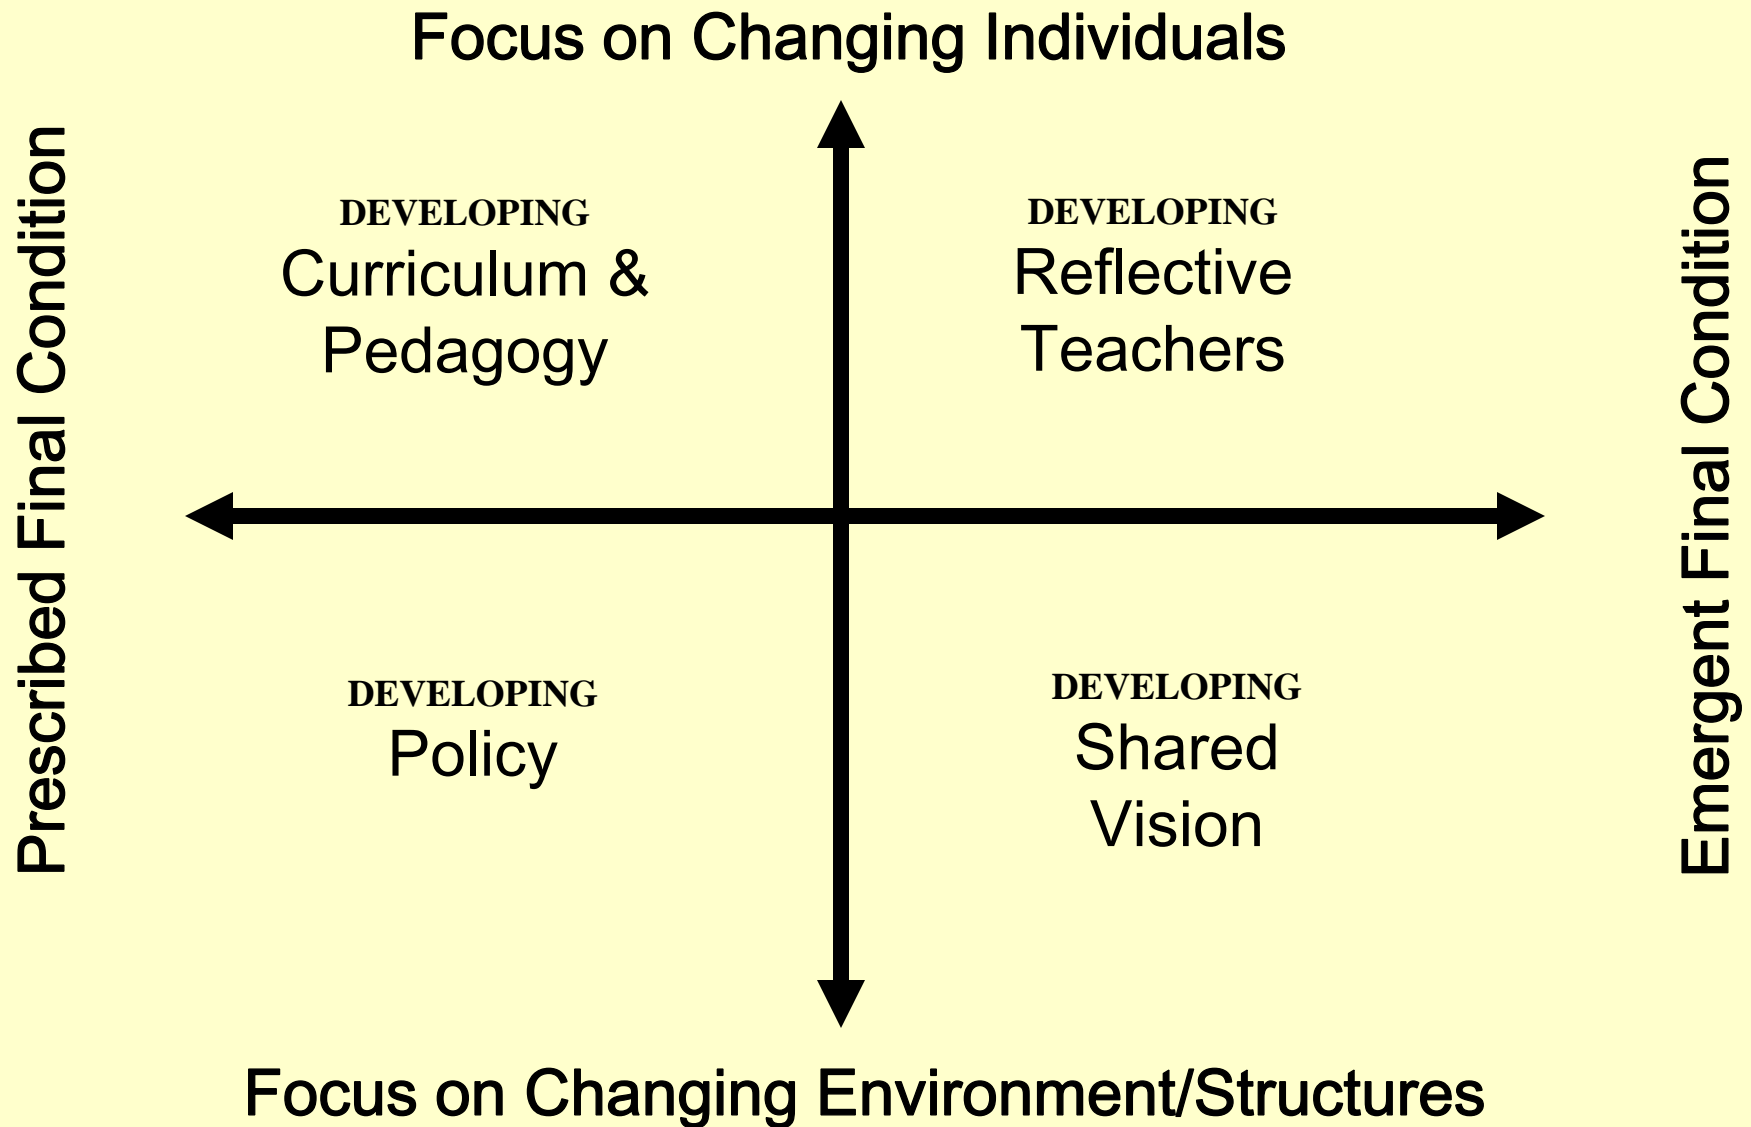 Focus on Changing Individuals
Prescribed Final Condition
DEVELOPING
Curriculum &
Pedagogy
DEVELOPING
Reflective
Teachers
Emergent Final Condition
DEVELOPING
Policy
DEVELOPING
Shared
Vision
Focus on Changing Environment/Structures